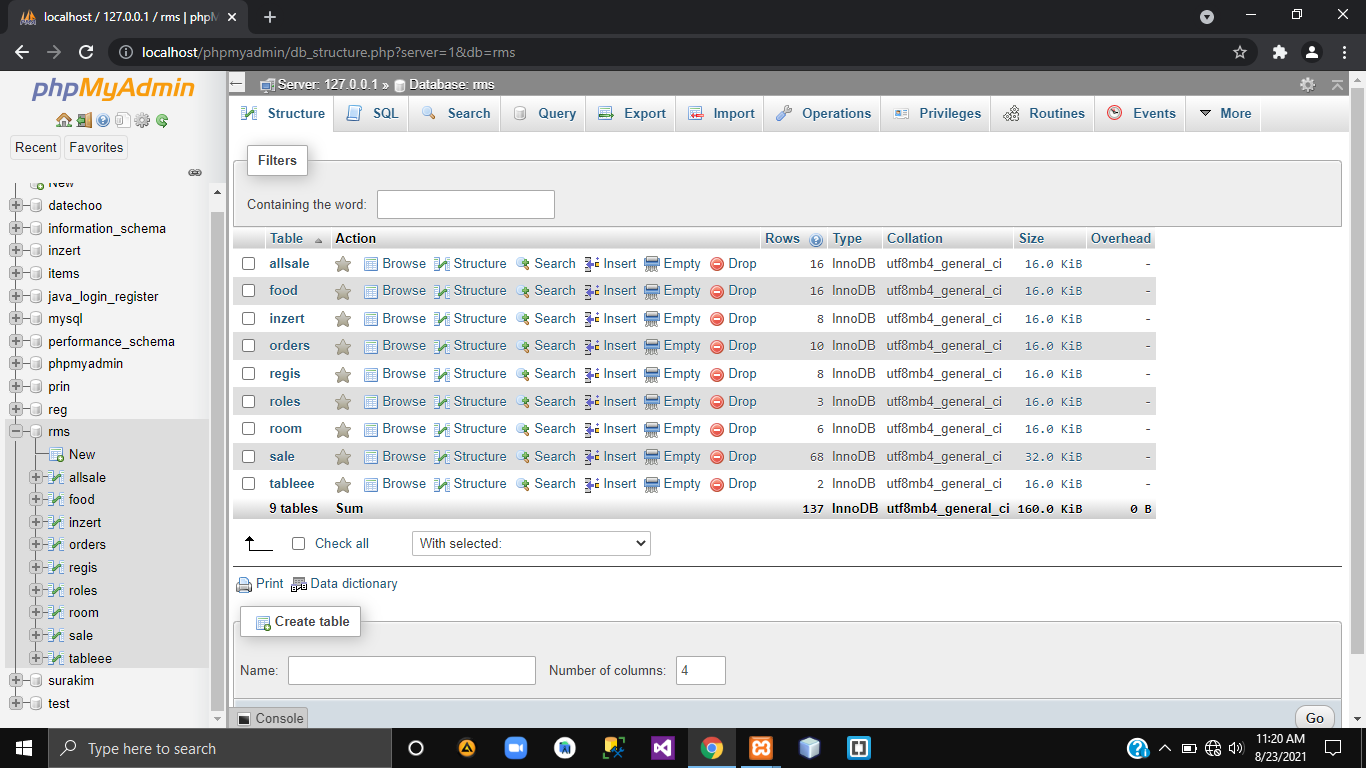 localhost / 127.0.0.1 / rms | phpM
localhost/phpmyadmin/db_structure.php?server=1&db=rms
phpMyAdmin
Recent Favorites
New
datechoo
information_schema
inzert
items
java_login_register
mysql
performance_schema
phpmyadmin
prin
reg
rms
New
allsale
food
inzert
orders
regis
roles
room
sale
tableee
surakim
test
Server: 127.0.0.1 » Database: rms
Structure SQL Search Query Export Import Operations Privileges Routines Events More
Filters
Containing the word:
Table Action Rows Type Collation Size Overhead
allsale Browse Structure Search Insert Empty Drop 16 InnoDB utf8mb4_general_ci 16.0 KiB -
food Browse Structure Search Insert Empty Drop 16 InnoDB utf8mb4_general_ci 16.0 KiB -
inzert Browse Structure Search Insert Empty Drop 8 InnoDB utf8mb4_general_ci 16.0 KiB -
orders Browse Structure Search Insert Empty Drop 10 InnoDB utf8mb4_general_ci 16.0 KiB -
regis Browse Structure Search Insert Empty Drop 8 InnoDB utf8mb4_general_ci 16.0 KiB -
roles Browse Structure Search Insert Empty Drop 3 InnoDB utf8mb4_general_ci 16.0 KiB -
room Browse Structure Search Insert Empty Drop 6 InnoDB utf8mb4_general_ci 16.0 KiB -
sale Browse Structure Search Insert Empty Drop 68 InnoDB utf8mb4_general_ci 32.0 KiB -
tableee Browse Structure Search Insert Empty Drop 2 InnoDB utf8mb4_general_ci 16.0 KiB -
9 tables Sum 137 InnoDB utf8mb4_general_ci 160.0 KiB 0 B
Check all With selected:
Print Data dictionary
Create table
Name: Number of columns: 4
Console Go
Type here to search
11:20 AM
8/23/2021